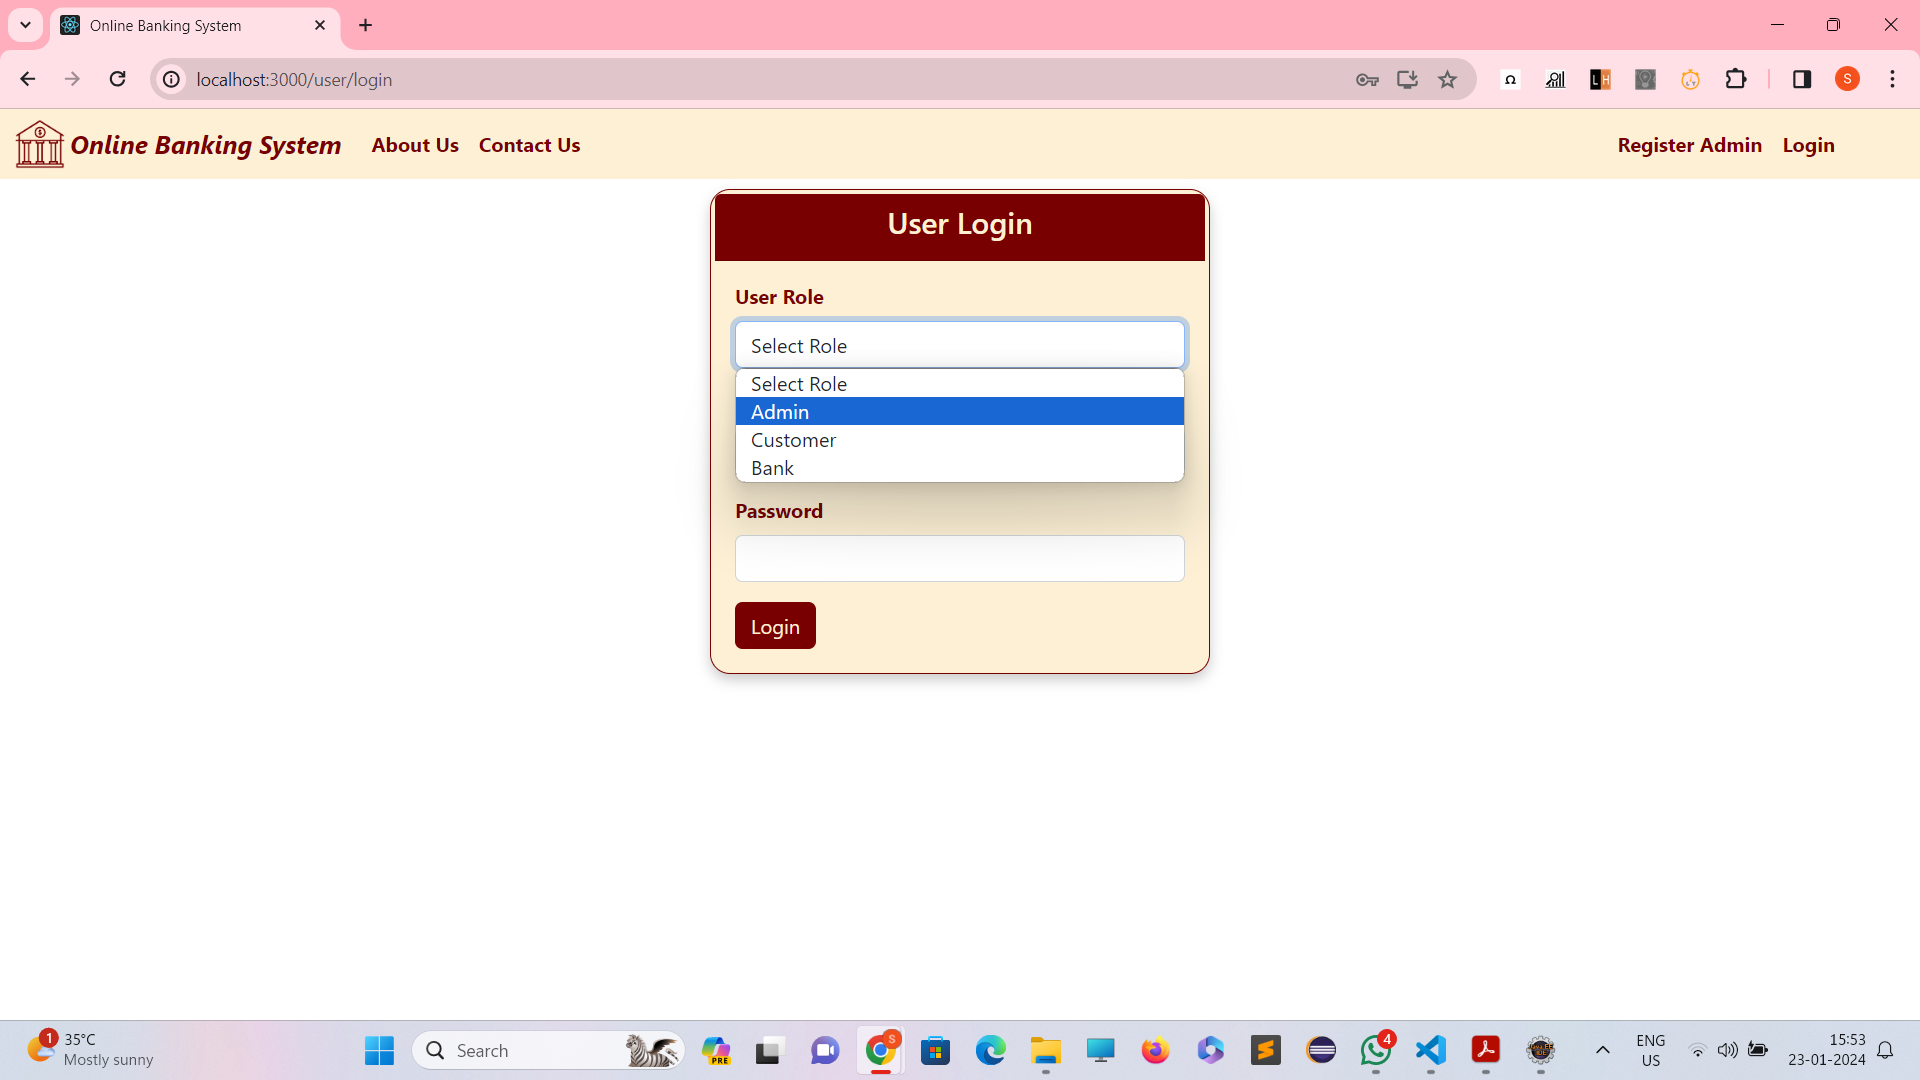 Online Banking System
localhost:3000/user/login
Ω
L H
S
Online Banking System About Us Contact Us Register Admin Login
User Login
User Role
Select Role
Select Role
Admin
Customer
Bank
Password
Login
1 35°C
Mostly sunny
Search
PRE
S
4
ENG
US
15:53
23-01-2024